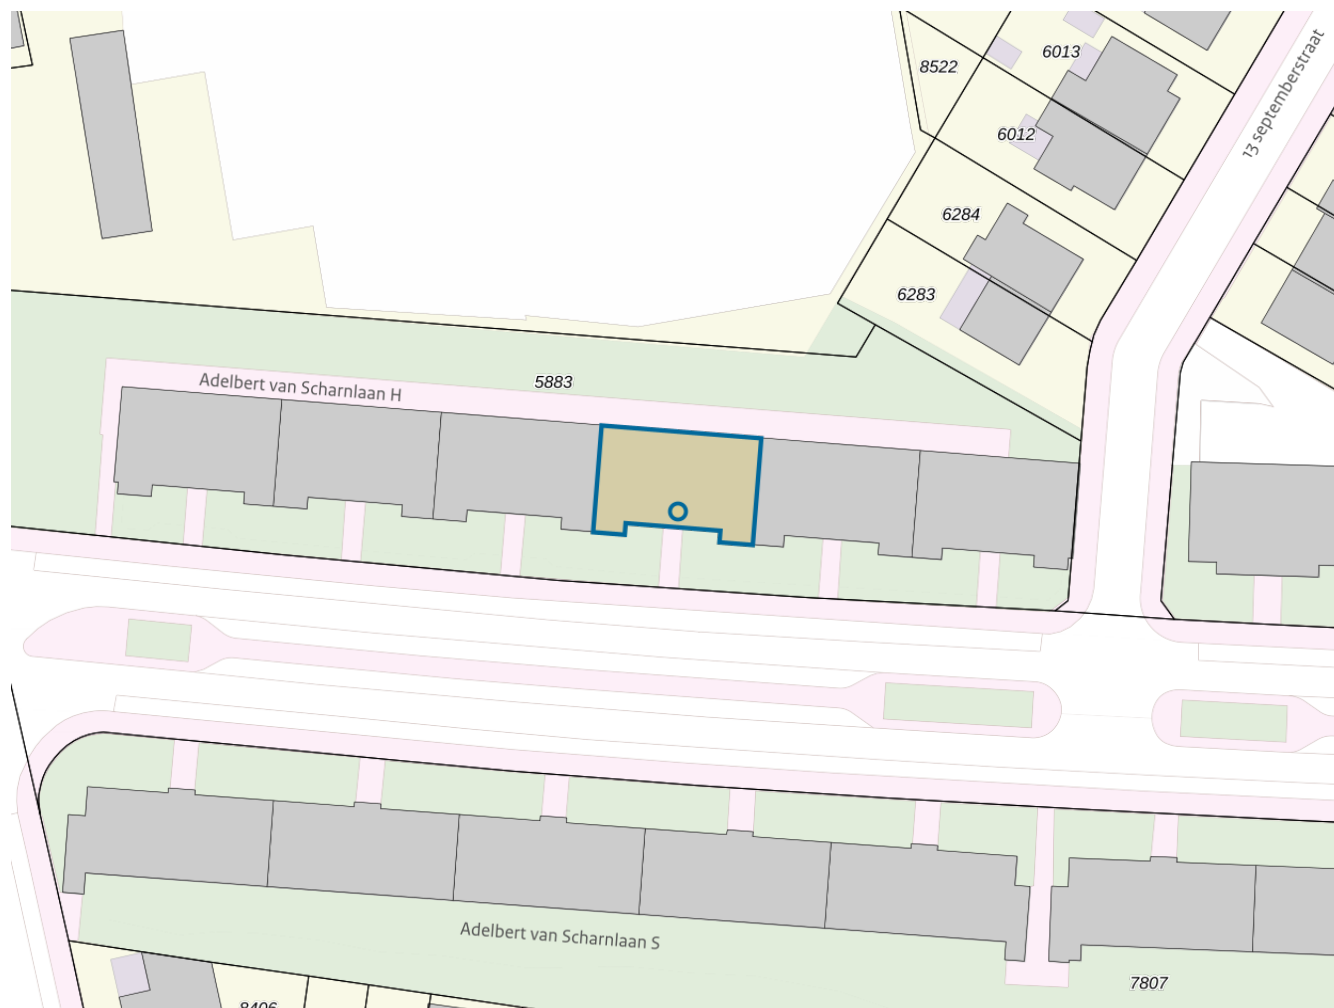 6013
8522
13 septemberstraat
6012
6284
6283
5883
Adelbert van Scharnlaan H
Adelbert van Scharnlaan S
7807
8406